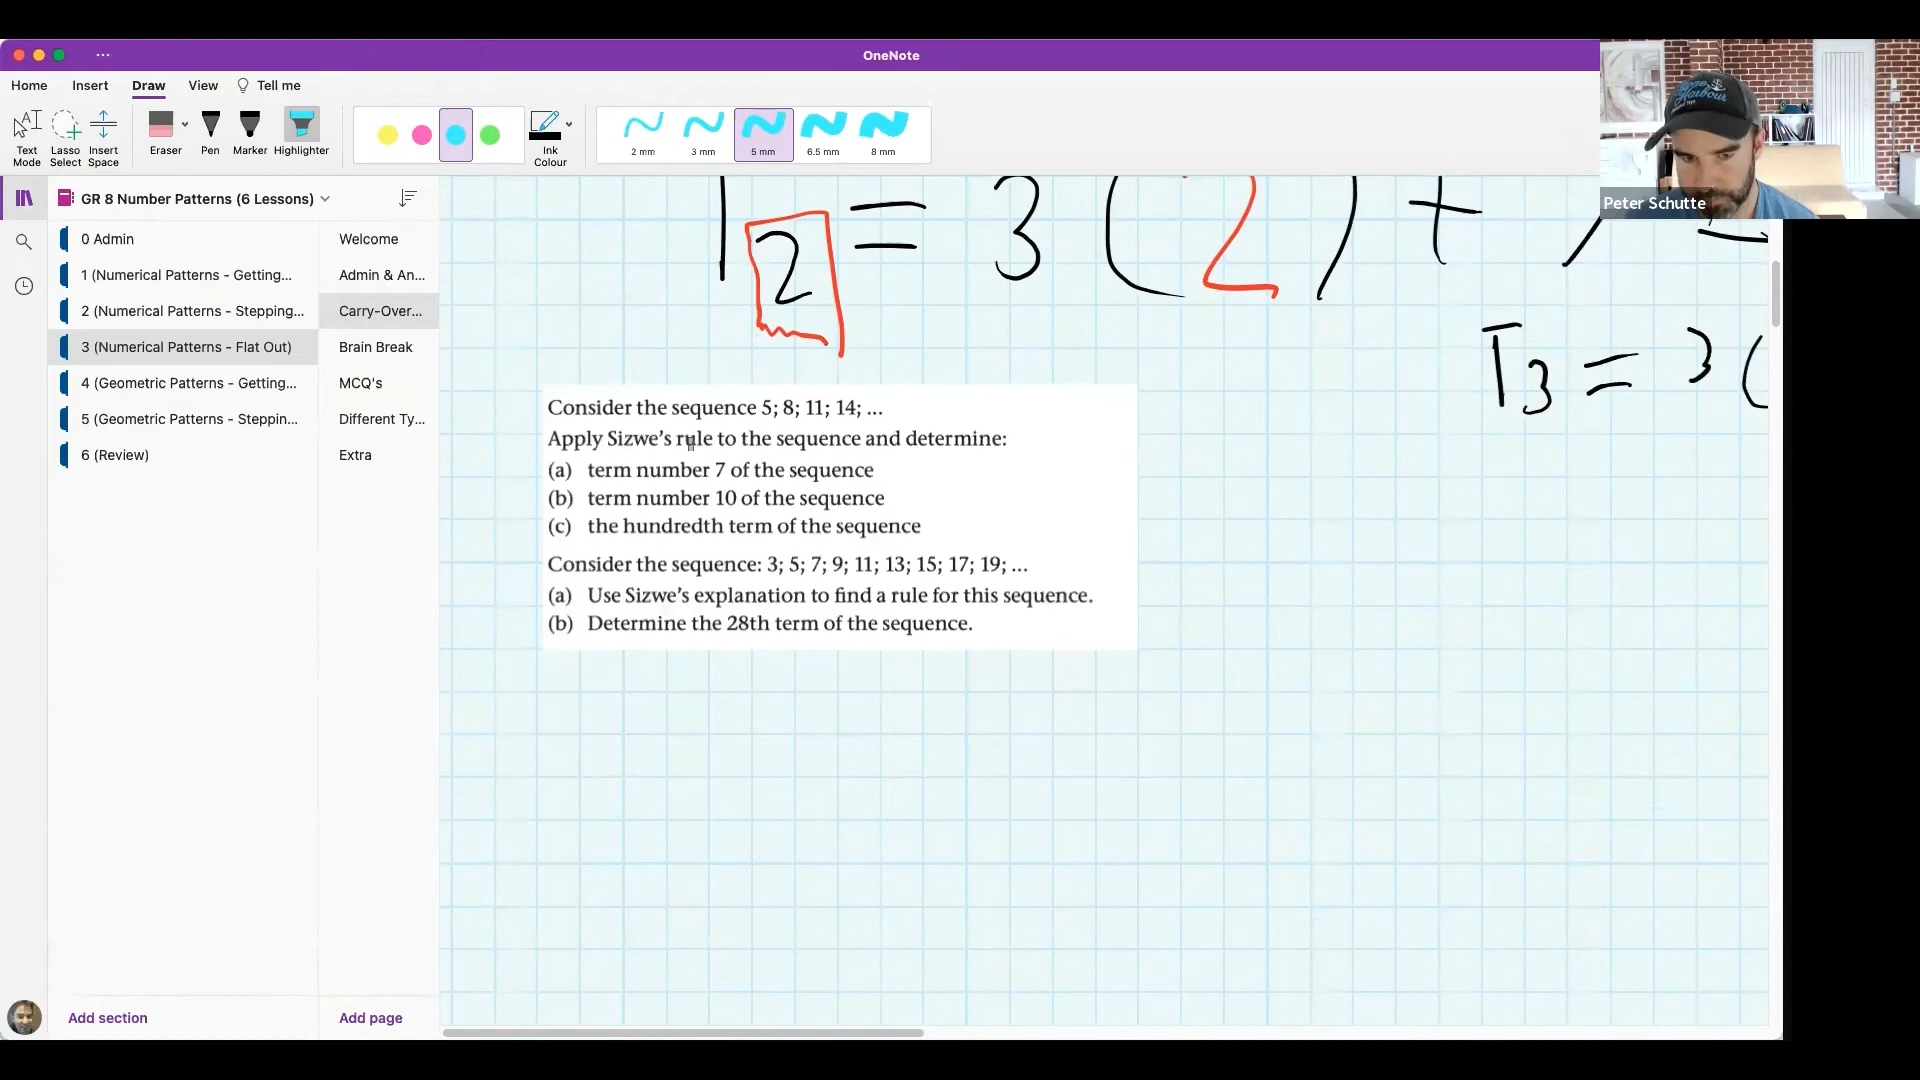 OneNote
Home Insert Draw View Tell me
Text Mode
Lasso Select
Insert Space
Eraser
Pen
Marker
Highlighter
Ink Colour
2 mm
3 mm
5 mm
6.5 mm
8 mm
Peter Schutte
GR 8 Number Patterns (6 Lessons)
0 Admin
1 (Numerical Patterns - Getting...
2 (Numerical Patterns - Stepping...
3 (Numerical Patterns - Flat Out)
4 (Geometric Patterns - Getting...
5 (Geometric Patterns - Steppin...
6 (Review)
Welcome
Admin & An...
Carry-Over...
Brain Break
MCQ's
Different Ty...
Extra
2 = 3 (2) +
T3 = 3 (
Consider the sequence 5; 8; 11; 14; ...
Apply Sizwe's rule to the sequence and determine:
(a) term number 7 of the sequence
(b) term number 10 of the sequence
(c) the hundredth term of the sequence
Consider the sequence: 3; 5; 7; 9; 11; 13; 15; 17; 19; ...
(a) Use Sizwe's explanation to find a rule for this sequence.
(b) Determine the 28th term of the sequence.
Add section
Add page